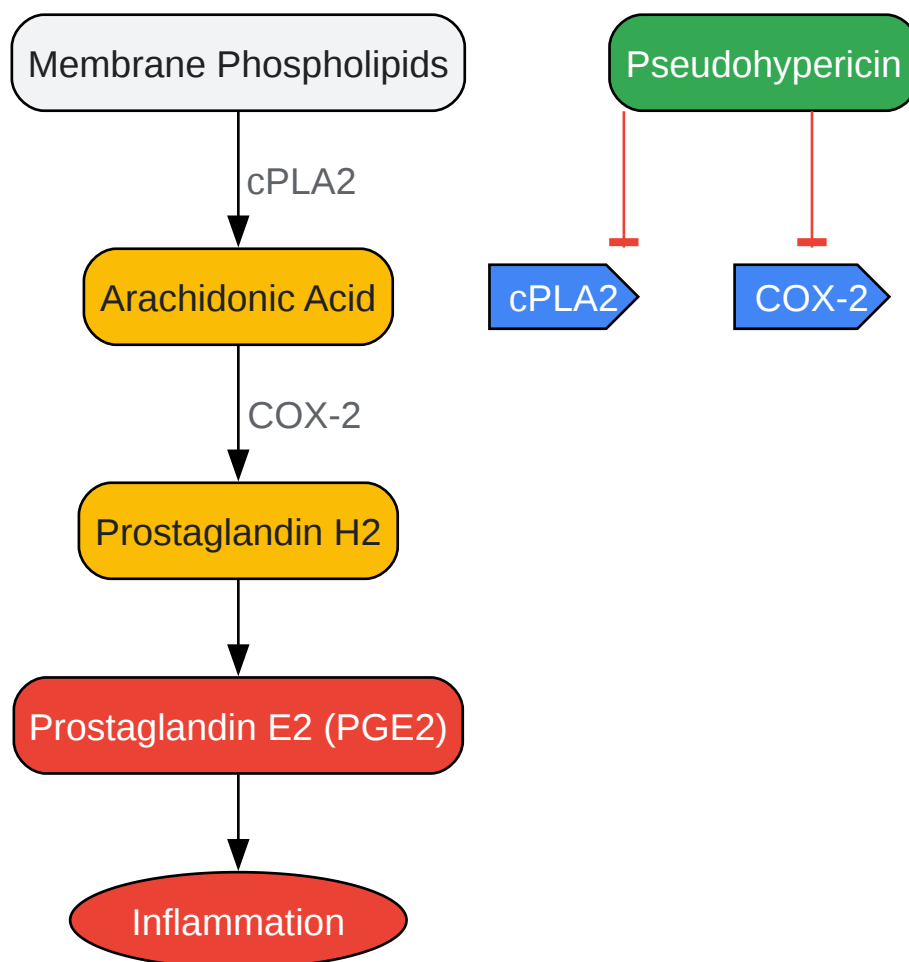 Membrane Phospholipids
Pseudohypericin
cPLA2
Arachidonic Acid
cPLA2
COX-2
COX-2
Prostaglandin H2
Prostaglandin E2 (PGE2)
Inflammation